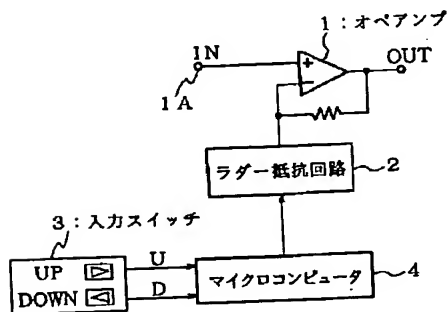 1：オペアンプ
IN
OUT
1A
+
−
ラダー抵抗回路
2
3：入力スイッチ
UP
U
DOWN
D
マイクロコンピュータ
4